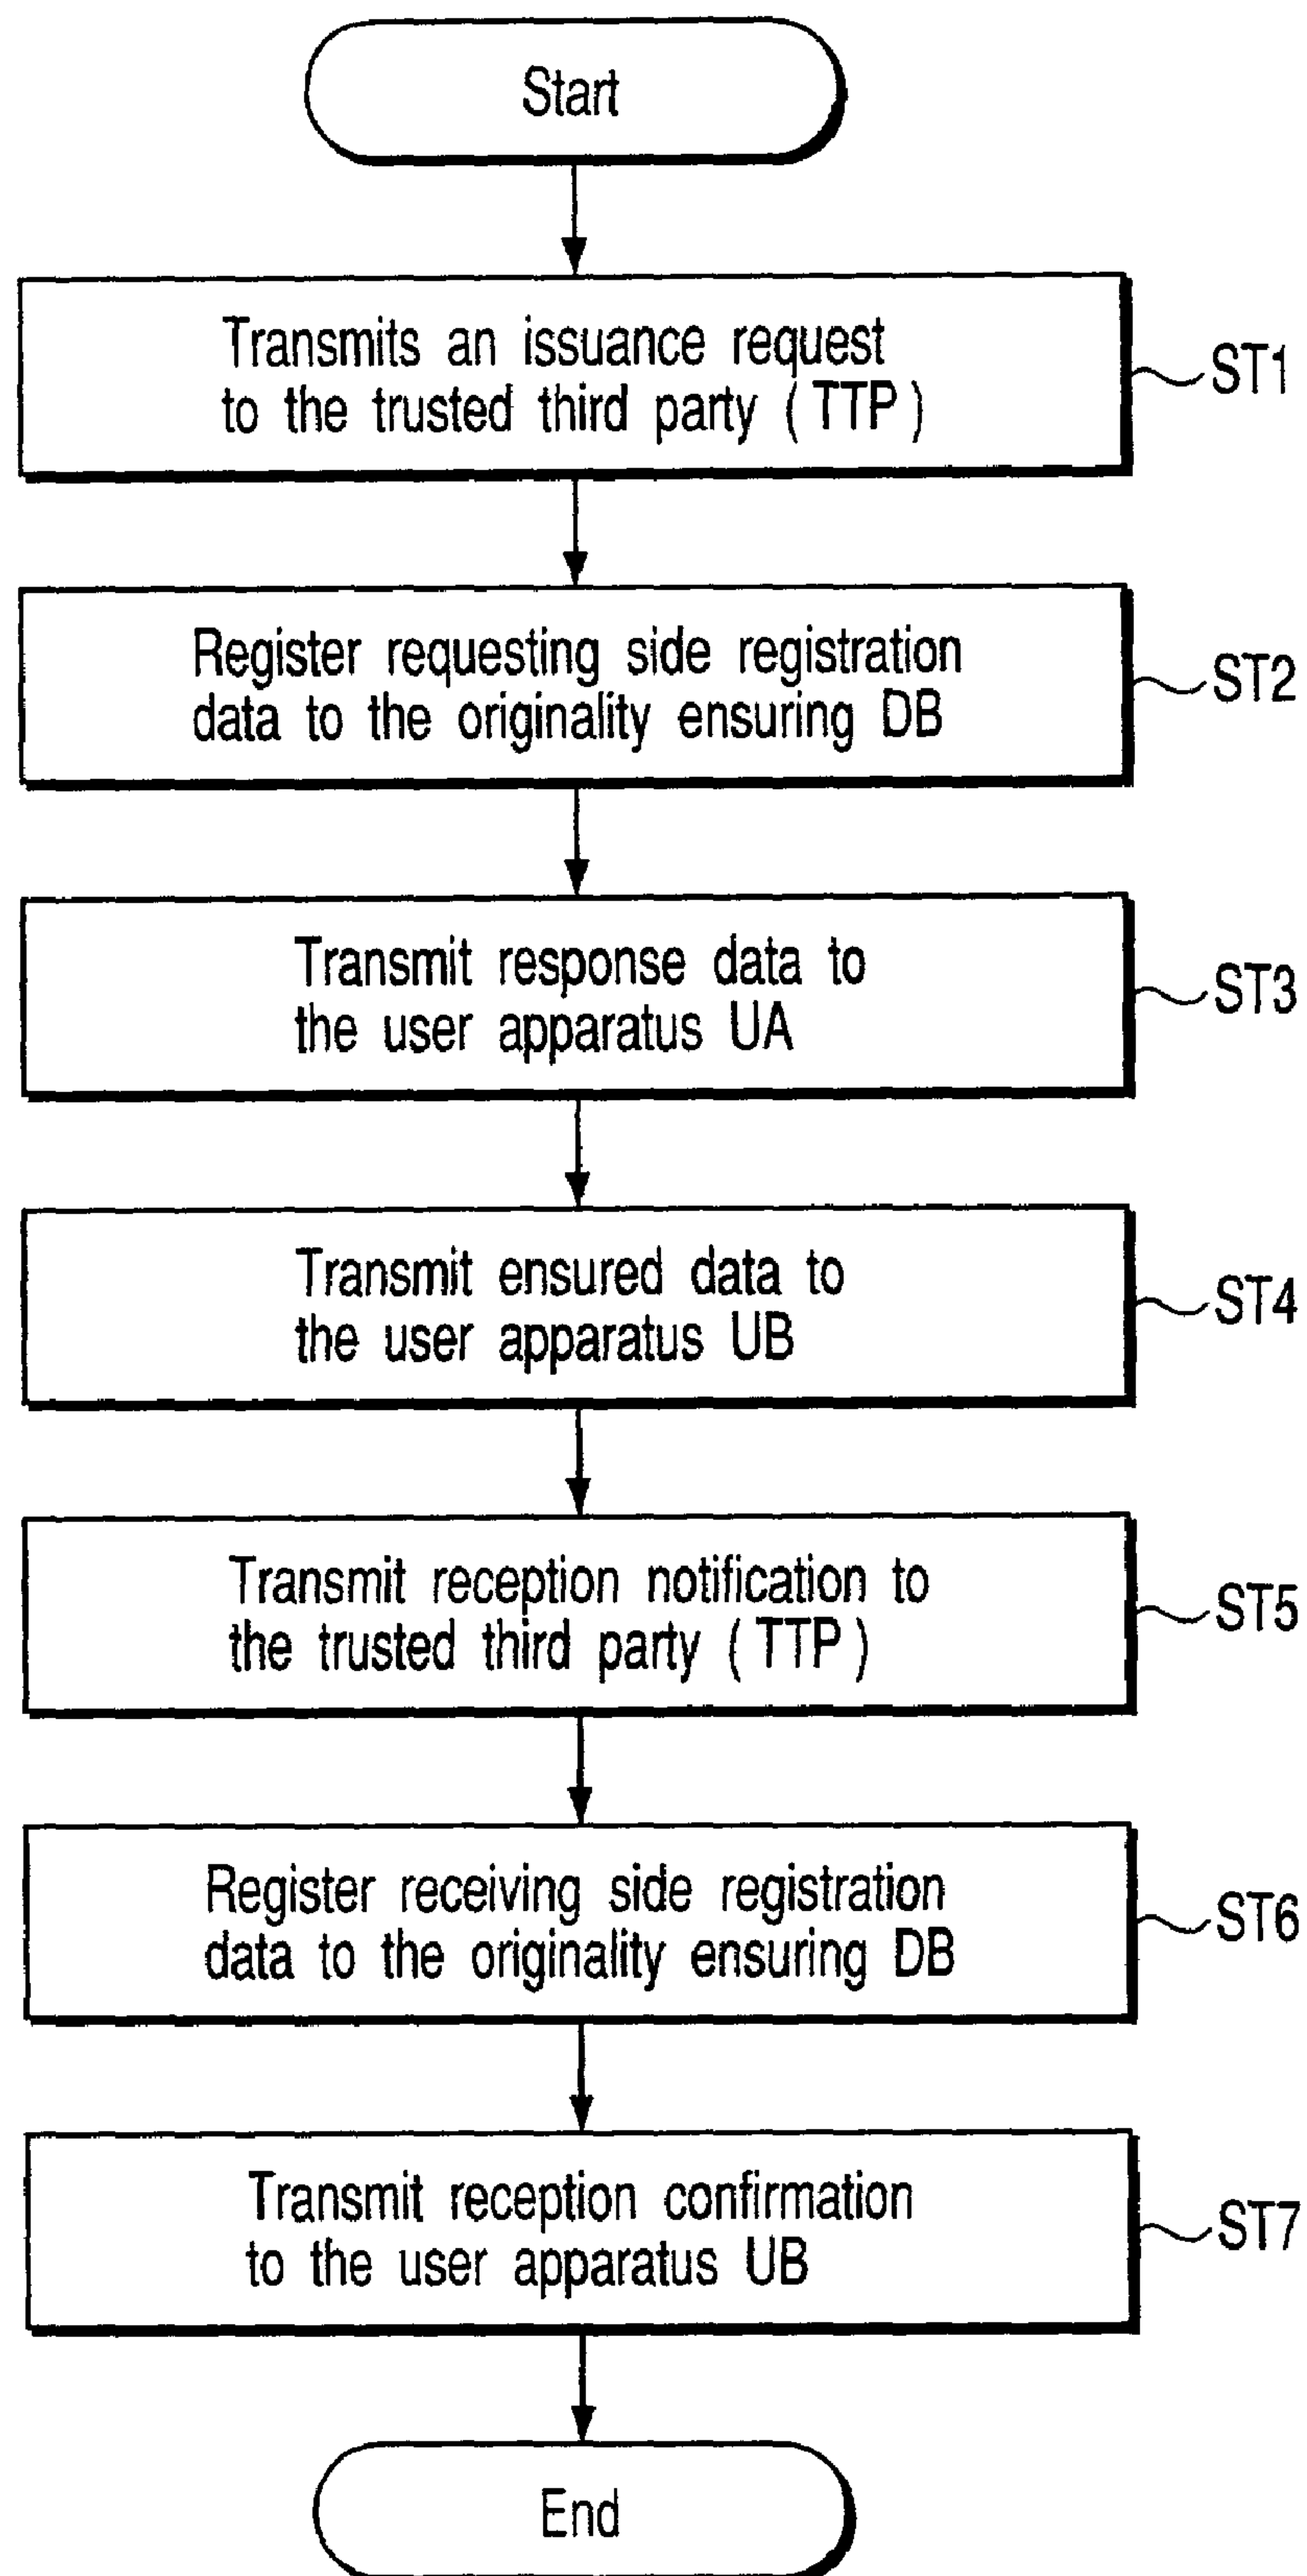 Start
Transmits an issuance request
to the trusted third party (TTP)
ST1
Register requesting side registration
data to the originality ensuring DB
ST2
Transmit response data to
the user apparatus UA
ST3
Transmit ensured data to
the user apparatus UB
ST4
Transmit reception notification to
the trusted third party (TTP)
ST5
Register receiving side registration
data to the originality ensuring DB
ST6
Transmit reception confirmation
to the user apparatus UB
ST7
End